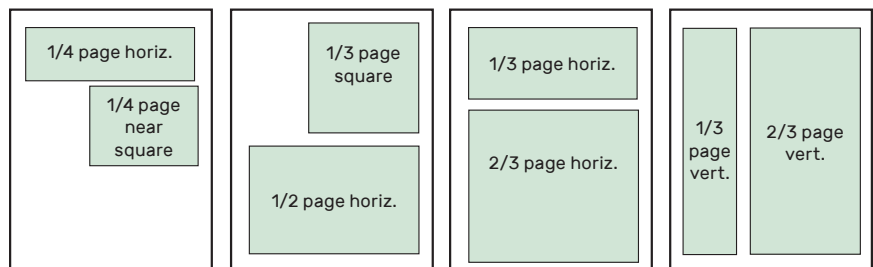 1/4 page horiz.
1/4 page
near
square
1/3 page
square
1/2 page horiz.
1/3 page horiz.
2/3 page horiz.
1/3
page
vert.
2/3 page
vert.